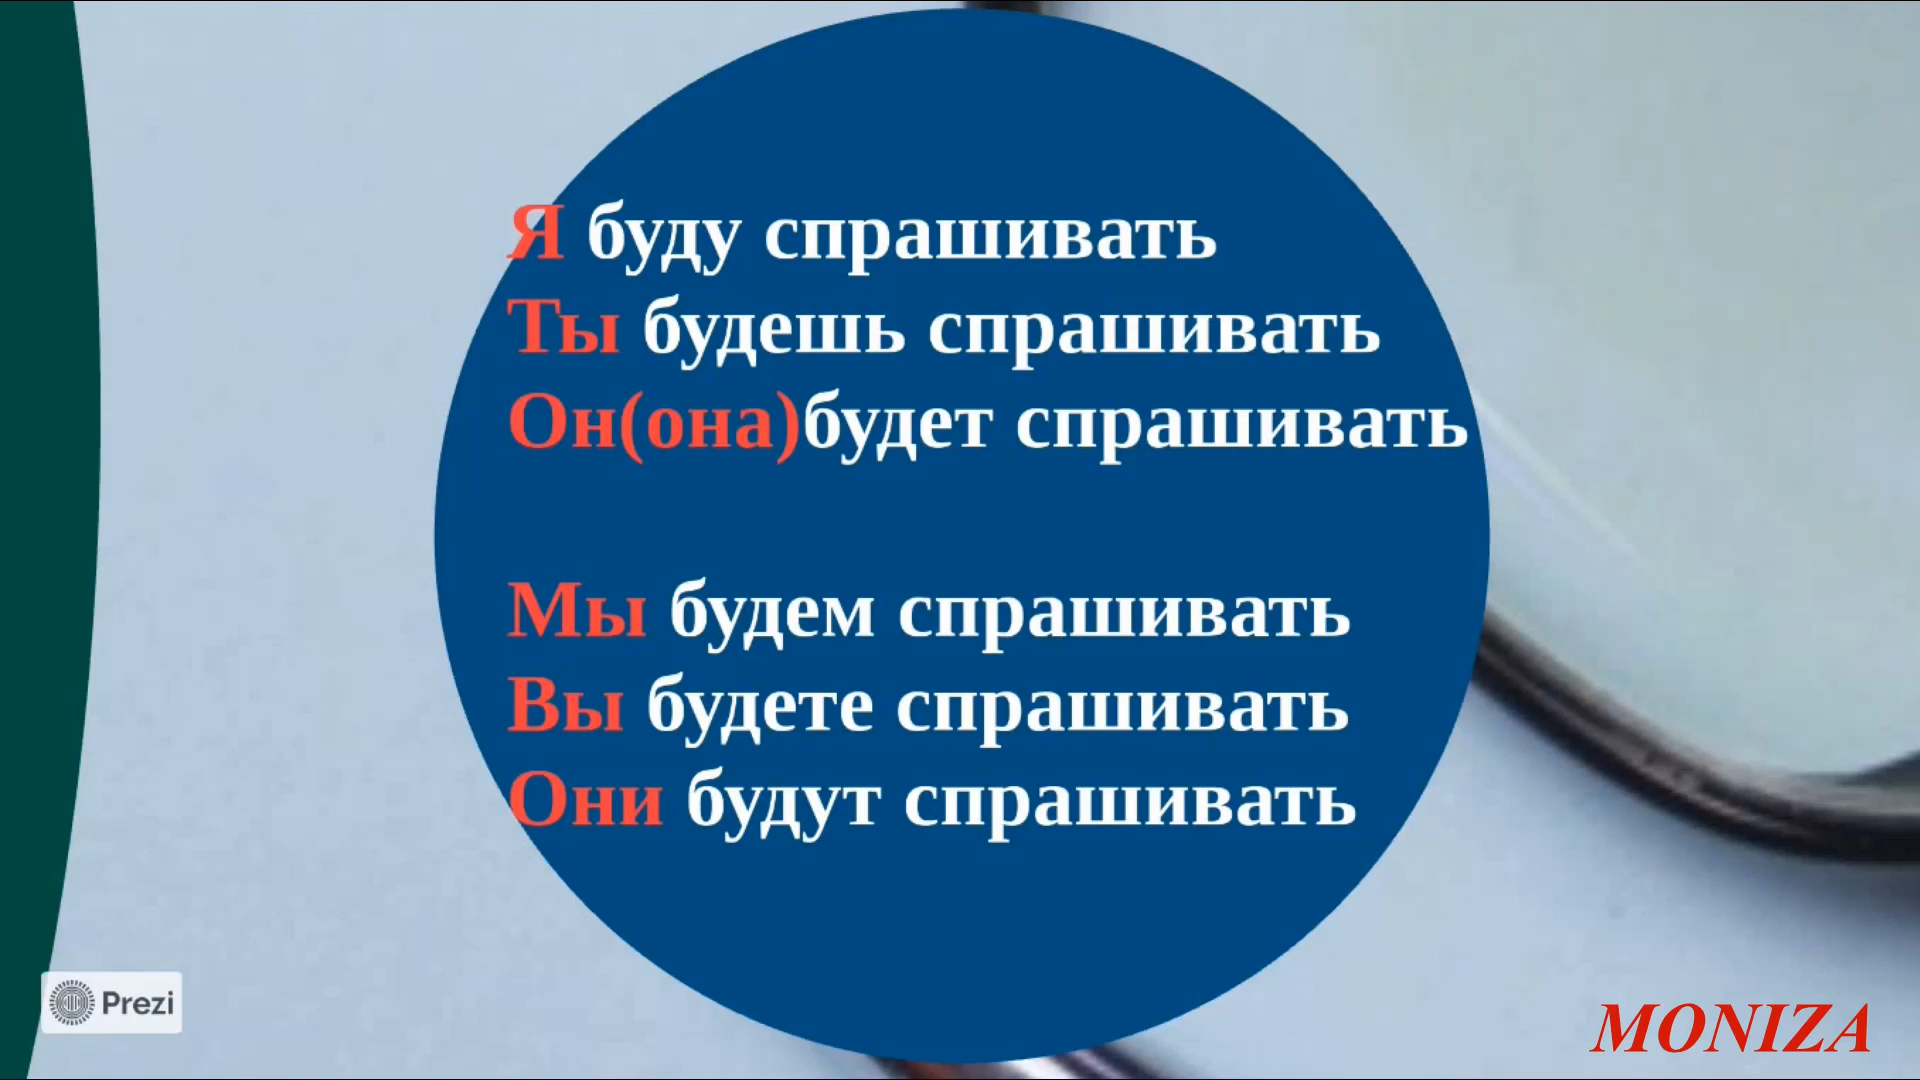 Я буду спрашивать
Ты будешь спрашивать
Он(она)будет спрашивать
Мы будем спрашивать
Вы будете спрашивать
Они будут спрашивать
Prezi
MONIZA